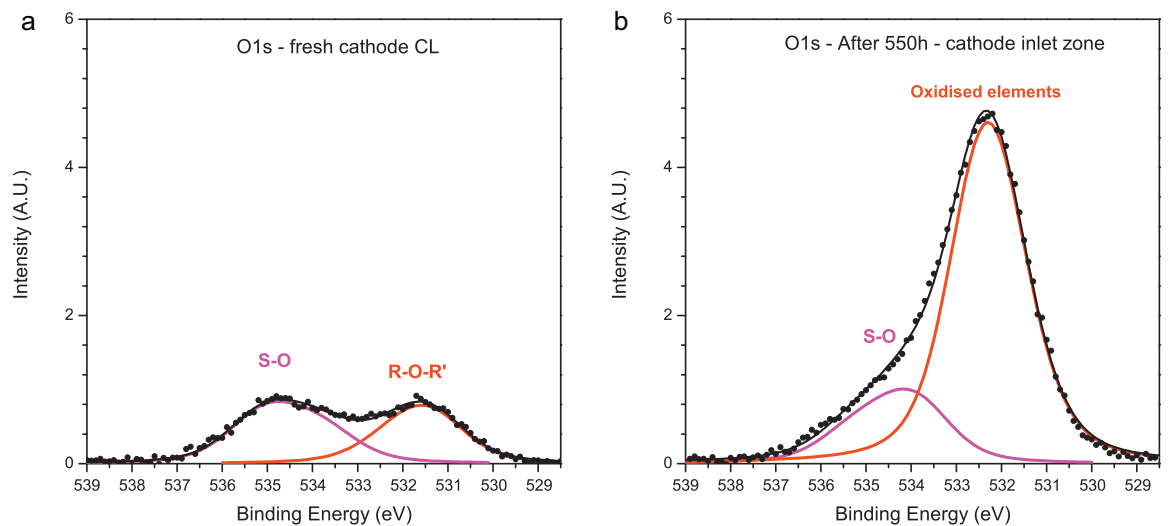 a
O1s - fresh cathode CL
6
4
2
0
Intensity (A.U.)
S-O
R-O-R'
539 538 537 536 535 534 533 532 531 530 529
Binding Energy (eV)
b
O1s - After 550h - cathode inlet zone
Oxidised elements
6
4
2
0
Intensity (A.U.)
S-O
539 538 537 536 535 534 533 532 531 530 529
Binding Energy (eV)